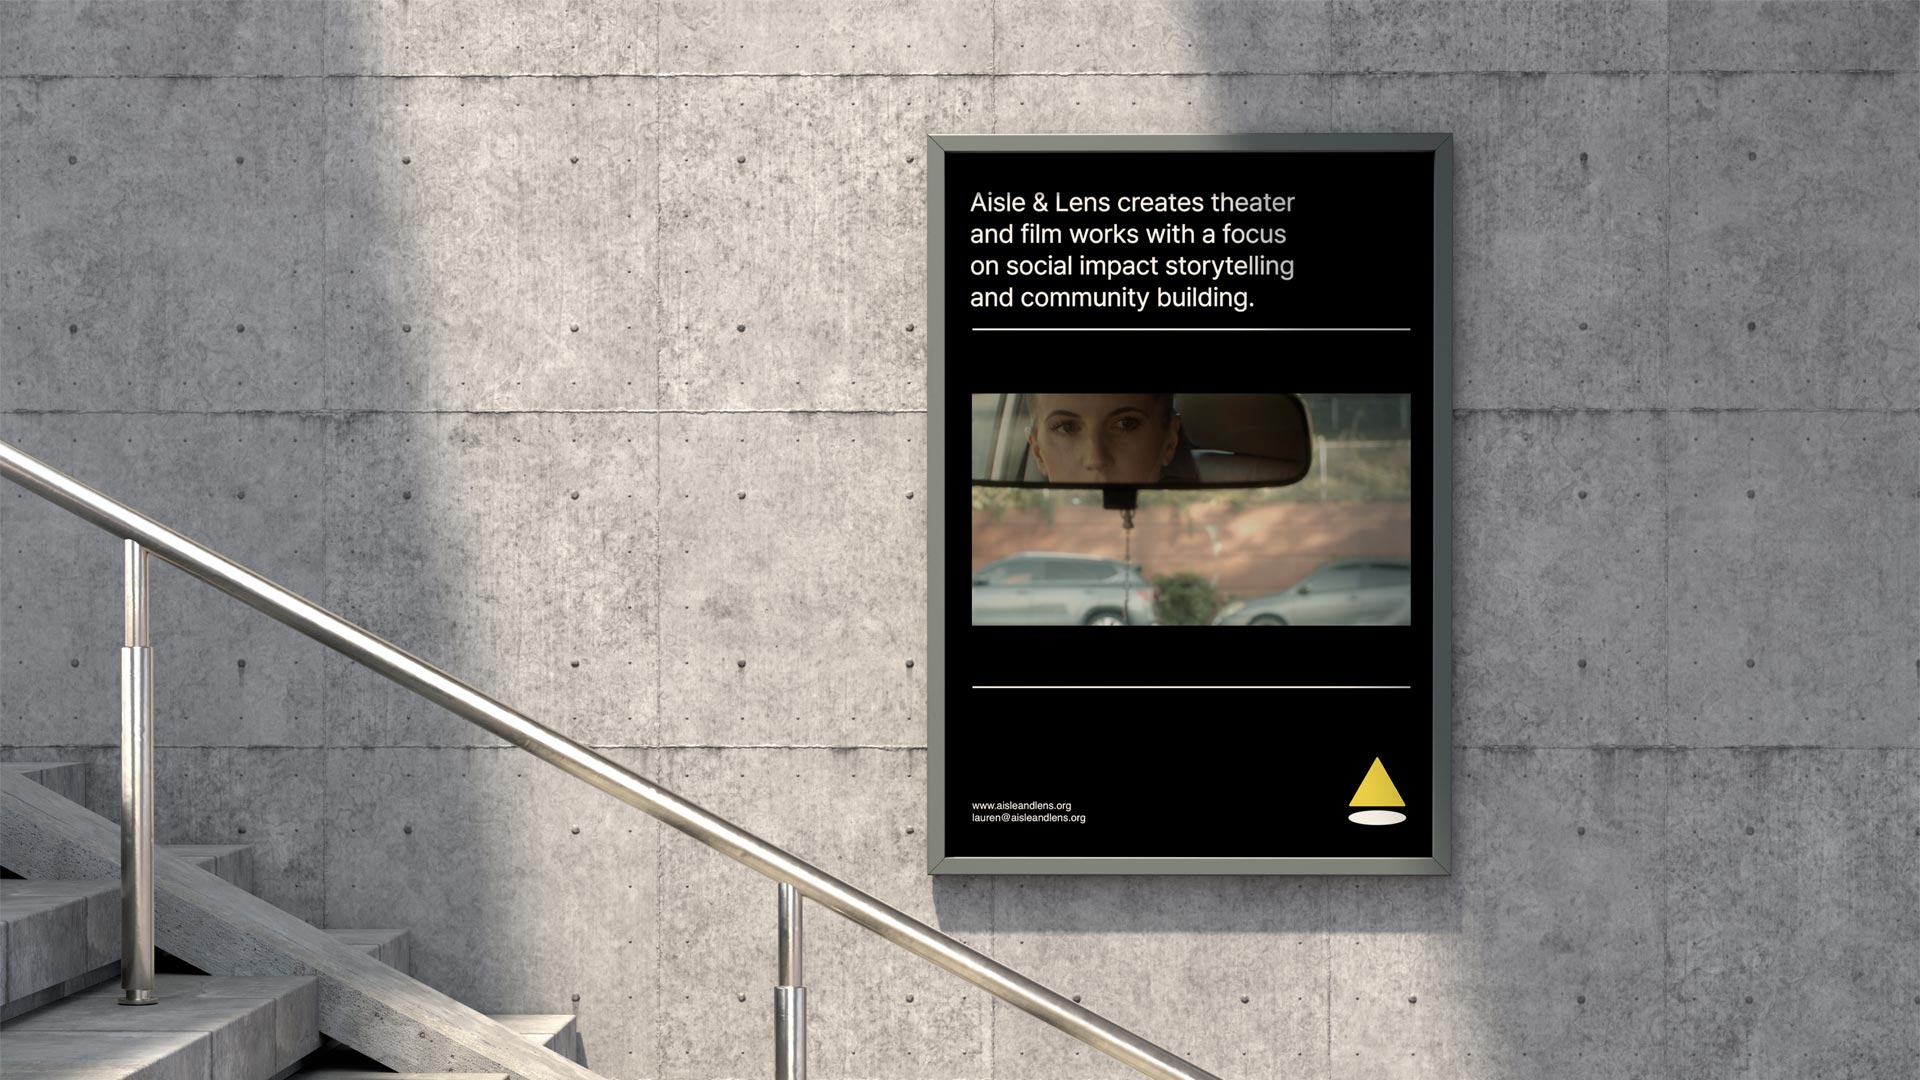 Aisle & Lens creates theater
and film works with a focus
on social impact storytelling
and community building.
www.aisleandlens.org
lauren@aisleandlens.org